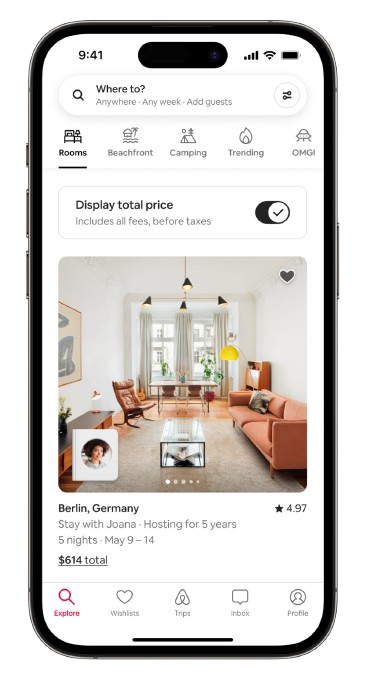 9:41
Where to?
Anywhere · Any week · Add guests
Rooms Beachfront Camping Trending OMG!
Display total price
Includes all fees, before taxes
Berlin, Germany ★ 4.97
Stay with Joana · Hosting for 5 years
5 nights · May 9 – 14
$614 total
Explore Wishlists Trips Inbox Profile